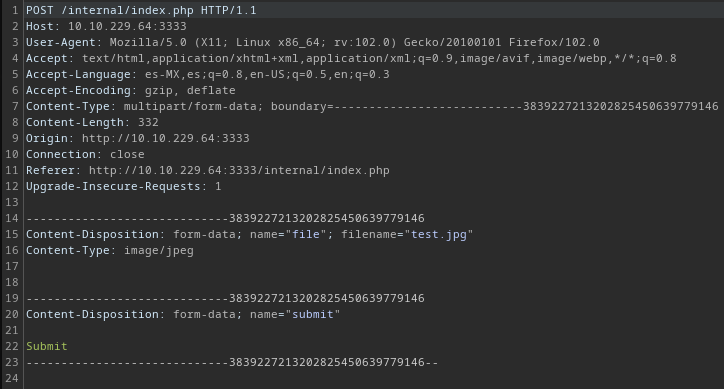 1 POST /internal/index.php HTTP/1.1
2 Host: 10.10.229.64:3333
3 User-Agent: Mozilla/5.0 (X11; Linux x86_64; rv:102.0) Gecko/20100101 Firefox/102.0
4 Accept: text/html,application/xhtml+xml,application/xml;q=0.9,image/avif,image/webp,*/*;q=0.8
5 Accept-Language: es-MX,es;q=0.8,en-US;q=0.5,en;q=0.3
6 Accept-Encoding: gzip, deflate
7 Content-Type: multipart/form-data; boundary=---------------------------3839227213202825450639779146
8 Content-Length: 332
9 Origin: http://10.10.229.64:3333
10 Connection: close
11 Referer: http://10.10.229.64:3333/internal/index.php
12 Upgrade-Insecure-Requests: 1
13
14 -----------------------------3839227213202825450639779146
15 Content-Disposition: form-data; name="file"; filename="test.jpg"
16 Content-Type: image/jpeg
17
18
19 -----------------------------3839227213202825450639779146
20 Content-Disposition: form-data; name="submit"
21
22 Submit
23 -----------------------------3839227213202825450639779146--
24